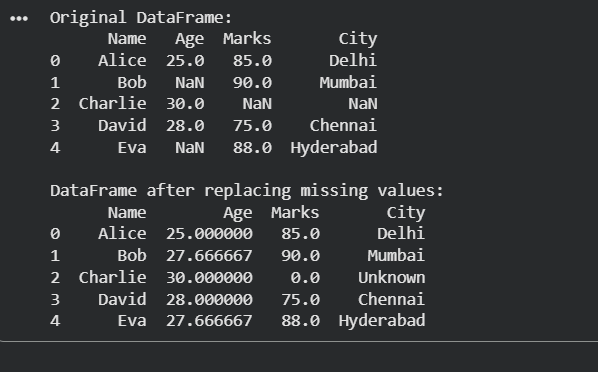 Original DataFrame:
      Name   Age  Marks       City
0    Alice  25.0   85.0      Delhi
1      Bob   NaN   90.0     Mumbai
2  Charlie  30.0    NaN        NaN
3    David  28.0   75.0    Chennai
4      Eva   NaN   88.0  Hyderabad

DataFrame after replacing missing values:
      Name        Age  Marks       City
0    Alice  25.000000   85.0      Delhi
1      Bob  27.666667   90.0     Mumbai
2  Charlie  30.000000    0.0    Unknown
3    David  28.000000   75.0    Chennai
4      Eva  27.666667   88.0  Hyderabad